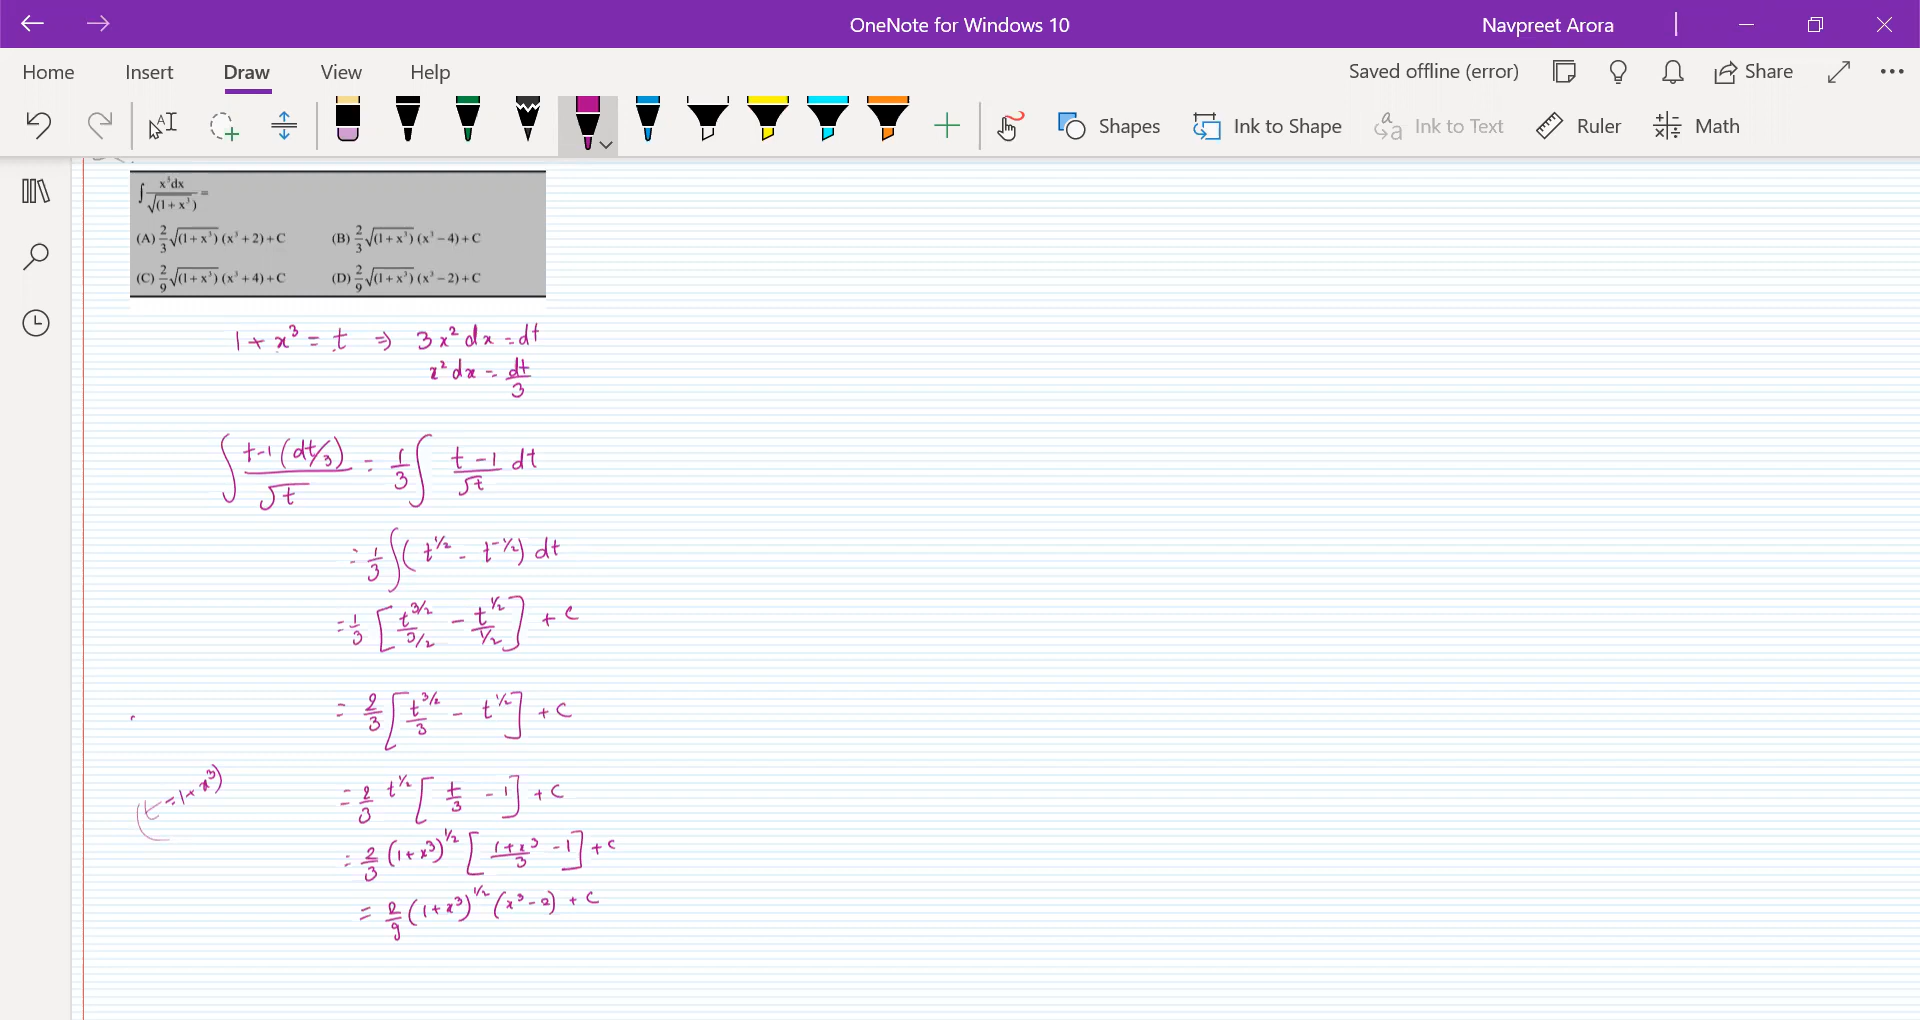 OneNote for Windows 10
Navpreet Arora
Home Insert Draw View Help
Saved offline (error) Share
Shapes Ink to Shape Ink to Text Ruler Math
∫ x⁵dx / √(1 + x³) =
(A) 2/3 √(1 + x³) (x³ + 2) + C (B) 2/3 √(1 + x³) (x³ − 4) + C
(C) 2/9 √(1 + x³) (x³ + 4) + C (D) 2/9 √(1 + x³) (x³ − 2) + C
1 + x³ = t ⇒ 3x² dx = dt
x² dx = dt/3
∫ t-1 (dt/3) / √t = 1/3 ∫ t - 1 / √t dt
= 1/3 ∫ ( t^1/2 - t^-1/2 ) dt
= 1/3 [ t^3/2 / 3/2 - t^1/2 / 1/2 ] + C
= 2/3 [ t^3/2 / 3 - t^1/2 ] + C
= 2/3 t^1/2 [ t/3 - 1 ] + C
(t = 1 + x³)
= 2/3 (1 + x³)^1/2 [ 1 + x³ / 3 - 1 ] + C
= 2/9 (1 + x³)^1/2 (x³ - 2) + C